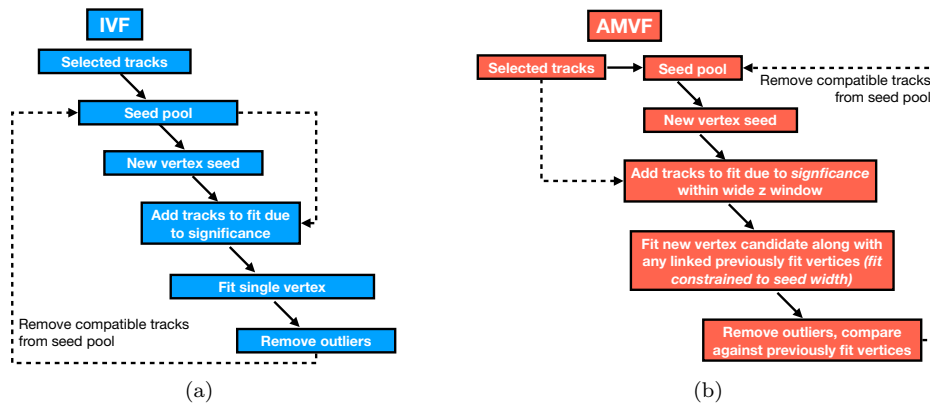 IVF
Selected tracks
Seed pool
New vertex seed
Add tracks to fit due
to significance
Fit single vertex
Remove compatible tracks
from seed pool
Remove outliers
(a)
AMVF
Selected tracks
Seed pool
Remove compatible tracks
from seed pool
New vertex seed
Add tracks to fit due to signficance
within wide z window
Fit new vertex candidate along with
any linked previously fit vertices (fit
constrained to seed width)
Remove outliers, compare
against previously fit vertices
(b)